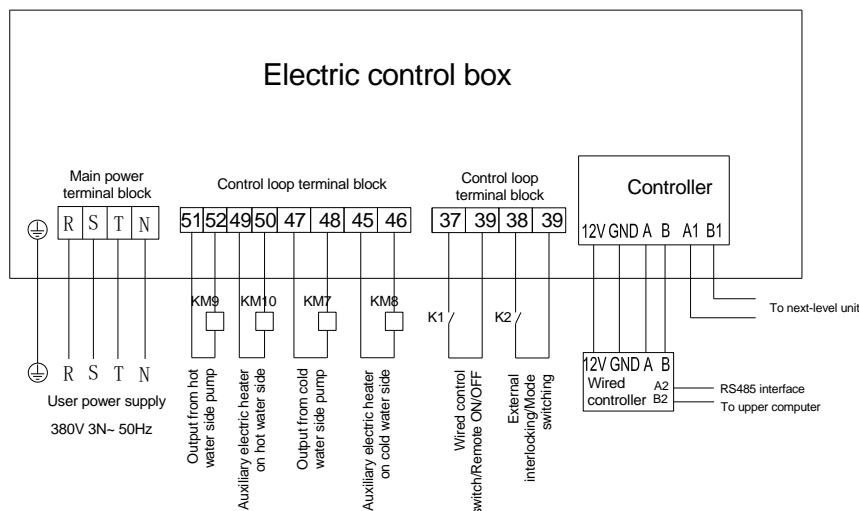 Electric control box
Main power
terminal block
Control loop terminal block
Control loop
terminal block
Controller
R S T N
51 52 49 50 47 48 45 46
37 39 38 39
12V GND A B A1 B1
KM9 KM10 KM7 KM8
K1 K2
To next-level unit
R S T N
User power supply
380V 3N~ 50Hz
Output from hot
water side pump
Auxiliary electric heater
on hot water side
Output from cold
water side pump
Auxiliary electric heater
on cold water side
Wired control
switch/Remote ON/OFF
External
interlocking/Mode
switching
12V GND A B
Wired
controller
A2
B2
RS485 interface
To upper computer